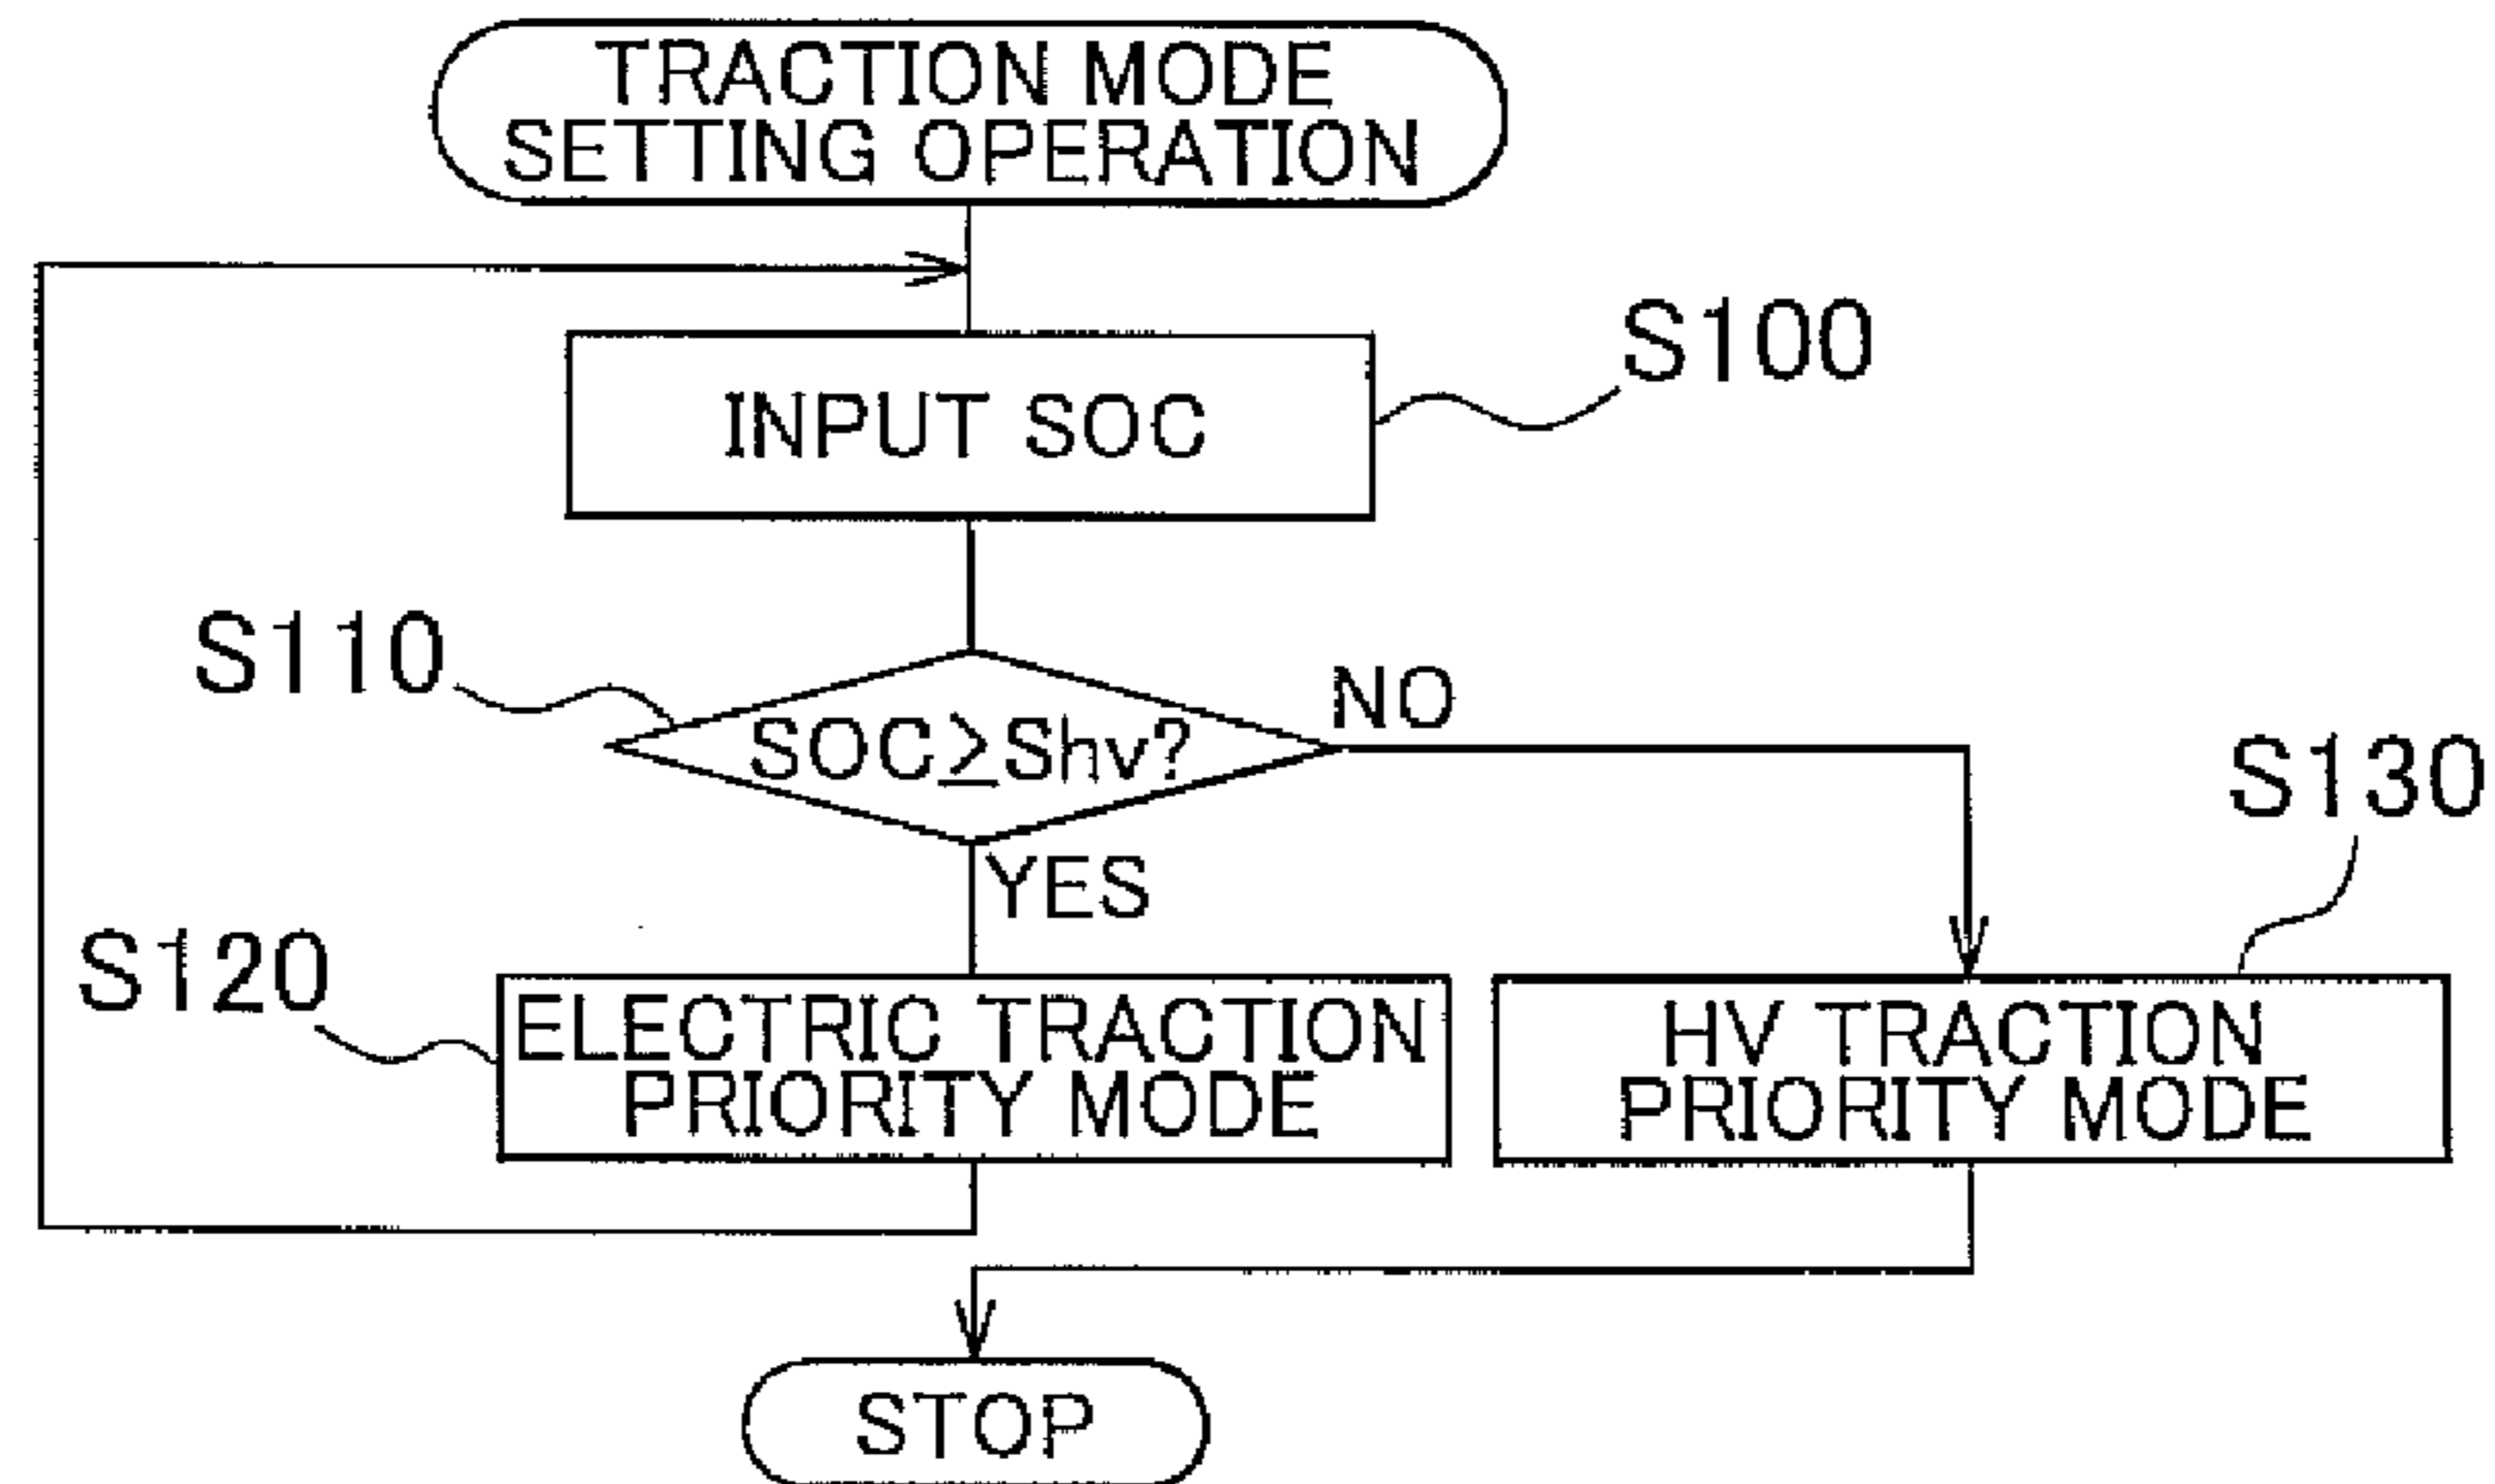 TRACTION MODE
SETTING OPERATION
S100
INPUT SOC
S110
SOC≧Shv?
NO
YES
S130
S120
ELECTRIC TRACTION
PRIORITY MODE
HV TRACTION
PRIORITY MODE
STOP